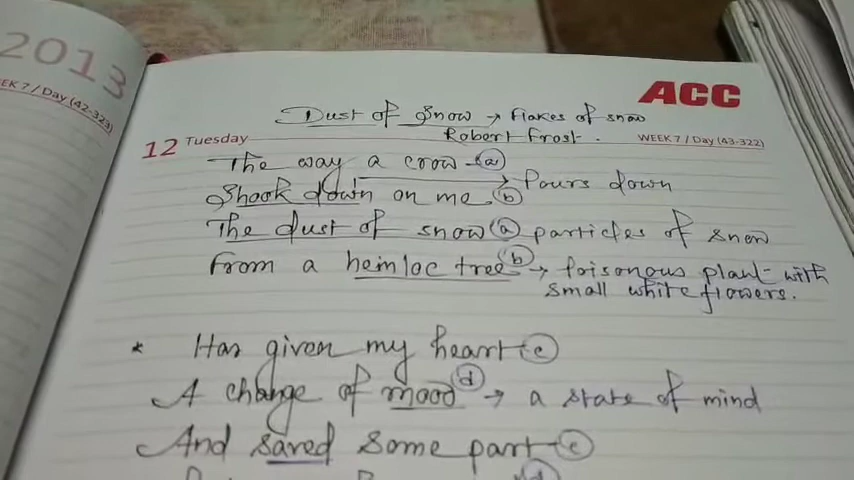 2013
EEK 7 / Day (42-323)
ACC
Dust of Snow → flakes of snow
12 Tuesday
Robert Frost.
WEEK 7 / Day (43-322)
The way a crow (a)
Shook down on me (b) → Pours down
The dust of snow (a) particles of snow
From a hemloc tree (b) → Poisonous plant with
small white flowers.
* Has given my heart (c)
A change of mood (d) → a state of mind
And saved some part (c)
(d)